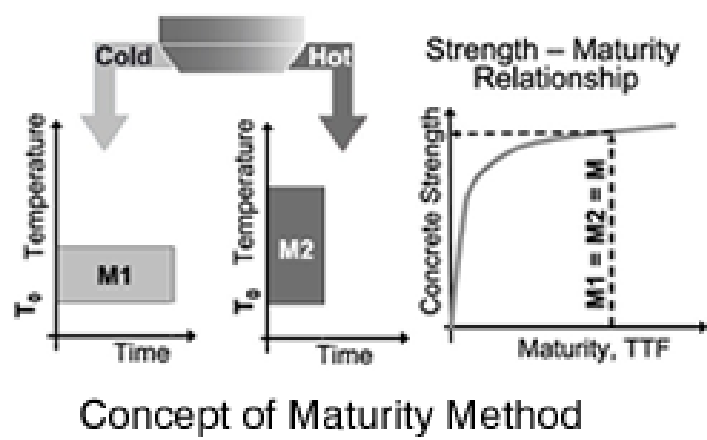 Cold
Hot
Strength – Maturity
Relationship
Temperature
M1
T₀
Time
Temperature
M2
T₀
Time
Concrete Strength
M1 = M2 = M
Maturity, TTF
Concept of Maturity Method